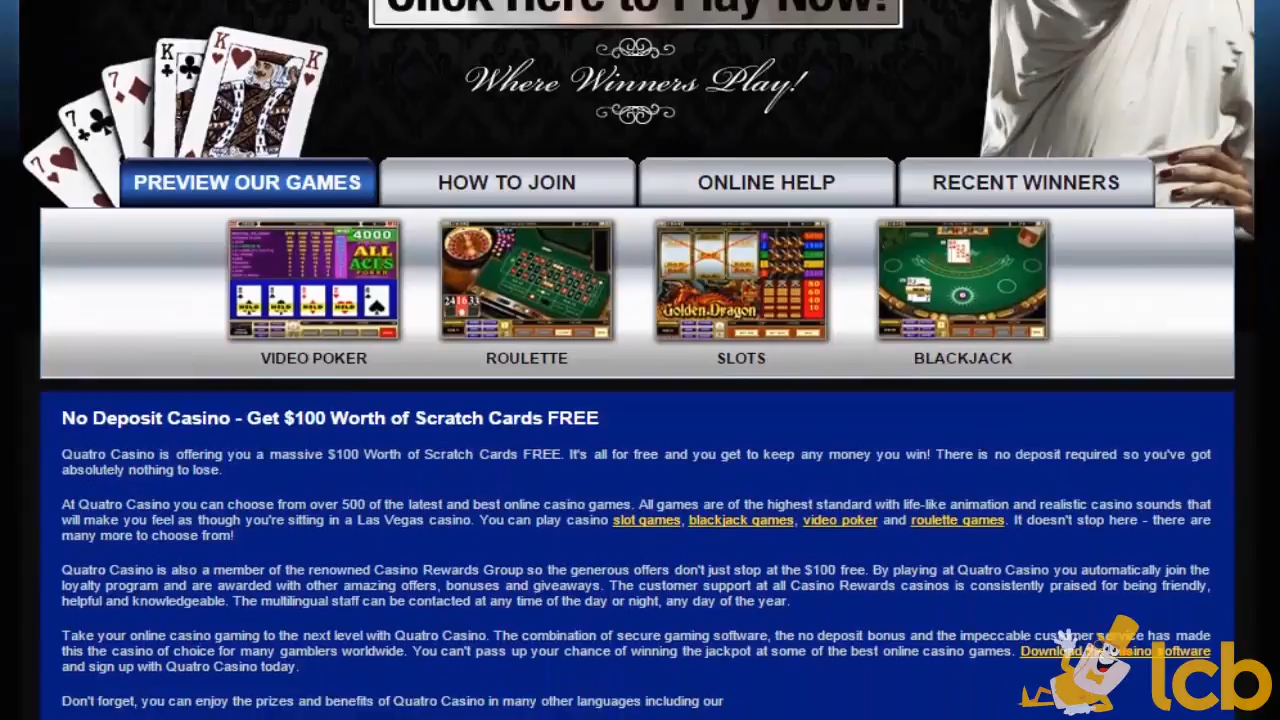 Click Here to Play Now!
Where Winners Play!
PREVIEW OUR GAMES
HOW TO JOIN
ONLINE HELP
RECENT WINNERS
4000
ALL
ACES
POKER
HELD HELD HELD HELD
241633
Golden Dragon
VIDEO POKER
ROULETTE
SLOTS
BLACKJACK
No Deposit Casino - Get $100 Worth of Scratch Cards FREE
Quatro Casino is offering you a massive $100 Worth of Scratch Cards FREE. It's all for free and you get to keep any money you win! There is no deposit required so you've got
absolutely nothing to lose.
At Quatro Casino you can choose from over 500 of the latest and best online casino games. All games are of the highest standard with life-like animation and realistic casino sounds that
will make you feel as though you're sitting in a Las Vegas casino. You can play casino slot games, blackjack games, video poker and roulette games. It doesn't stop here - there are
many more to choose from!
Quatro Casino is also a member of the renowned Casino Rewards Group so the generous offers don't just stop at the $100 free. By playing at Quatro Casino you automatically join the
loyalty program and are awarded with other amazing offers, bonuses and giveaways. The customer support at all Casino Rewards casinos is consistently praised for being friendly,
helpful and knowledgeable. The multilingual staff can be contacted at any time of the day or night, any day of the year.
Take your online casino gaming to the next level with Quatro Casino. The combination of secure gaming software, the no deposit bonus and the impeccable customer service has made
this the casino of choice for many gamblers worldwide. You can't pass up your chance of winning the jackpot at some of the best online casino games. Download casino software
and sign up with Quatro Casino today.
Don't forget, you can enjoy the prizes and benefits of Quatro Casino in many other languages including our
lcb